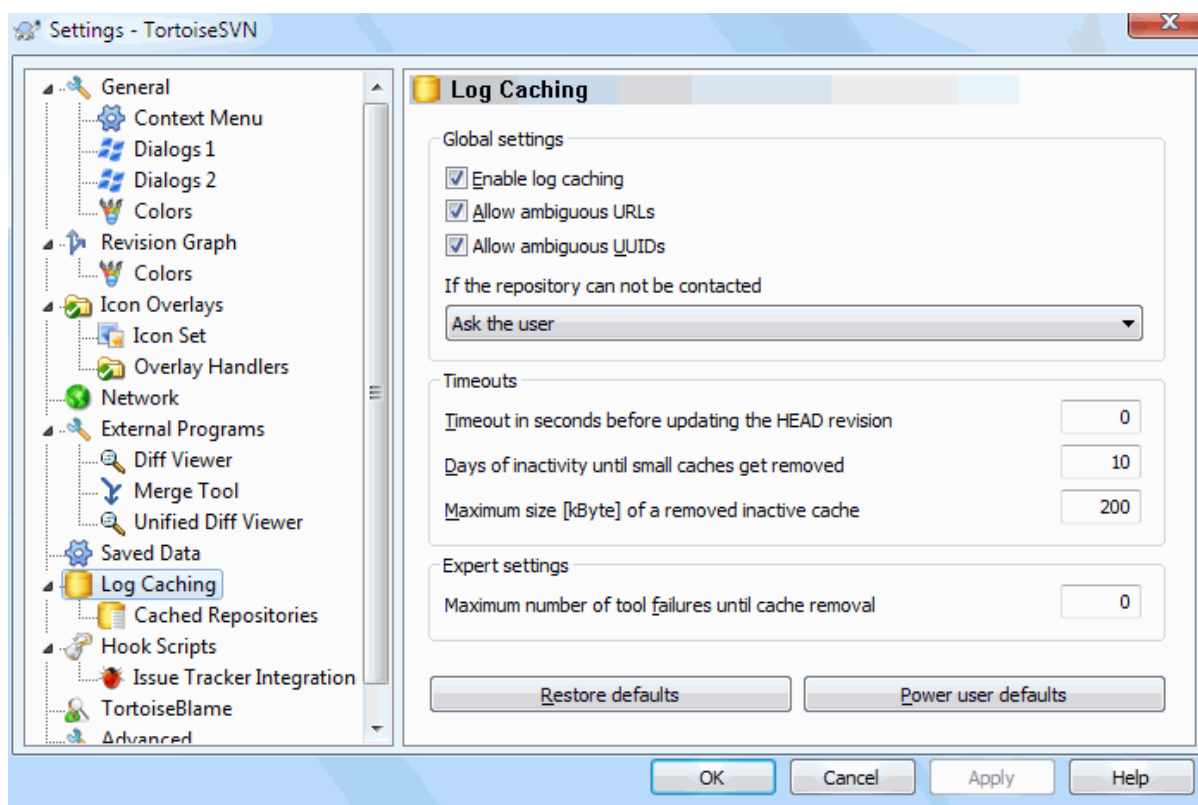 Settings - TortoiseSVN
X
General
Context Menu
Dialogs 1
Dialogs 2
Colors
Revision Graph
Colors
Icon Overlays
Icon Set
Overlay Handlers
Network
External Programs
Diff Viewer
Merge Tool
Unified Diff Viewer
Saved Data
Log Caching
Cached Repositories
Hook Scripts
Issue Tracker Integration
TortoiseBlame
Advanced
Log Caching
Global settings
Enable log caching
Allow ambiguous URLs
Allow ambiguous UUIDs
If the repository can not be contacted
Ask the user
Timeouts
Timeout in seconds before updating the HEAD revision 0
Days of inactivity until small caches get removed 10
Maximum size [kByte] of a removed inactive cache 200
Expert settings
Maximum number of tool failures until cache removal 0
Restore defaults Power user defaults
OK Cancel Apply Help